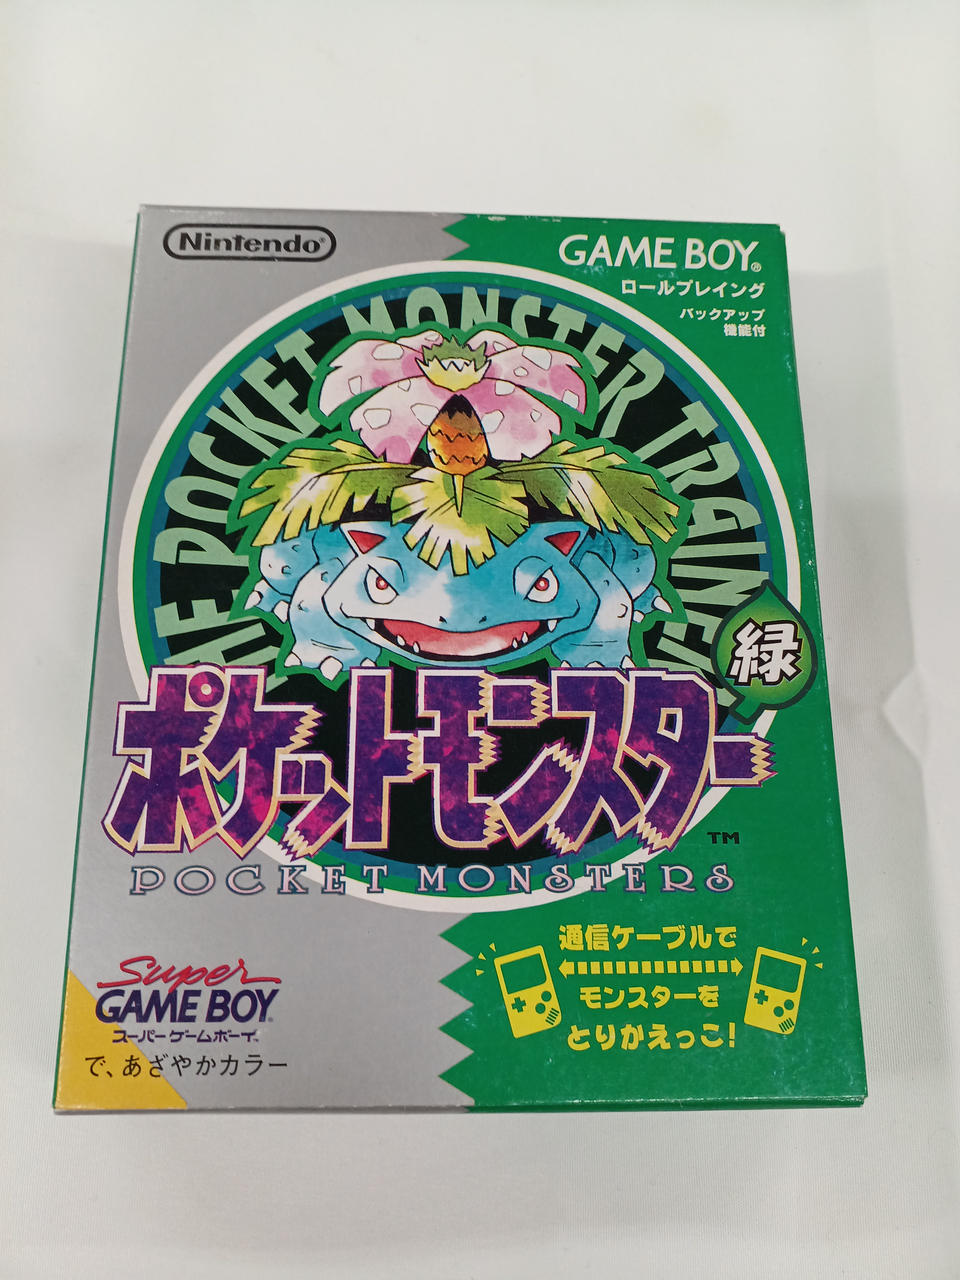 Nintendo®
GAME BOY®
ロールプレイング
バックアップ
機能付
THE POCKET MONSTER TRAINER
緑
ポケットモンスター
TM
POCKET MONSTERS
通信ケーブルで
モンスターを
とりかえっこ!
Super
GAME BOY™
スーパーゲームボーイ™
で、あざやかカラー